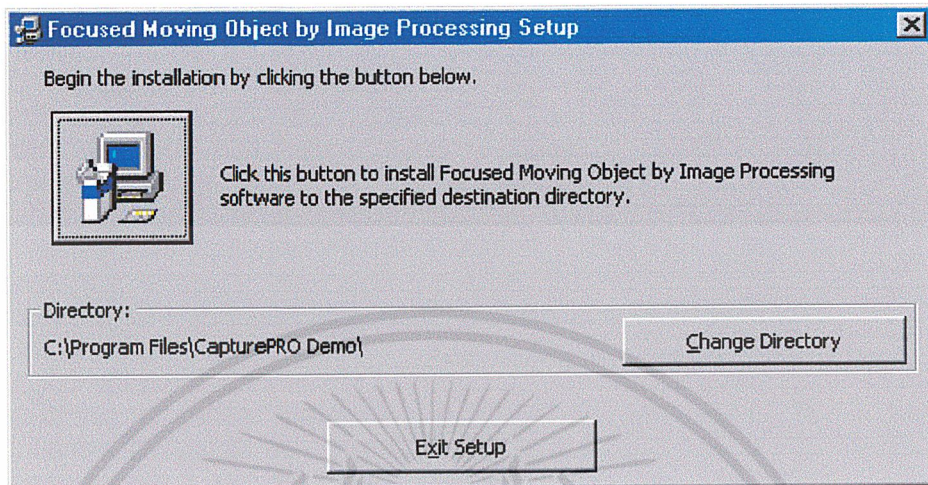 Focused Moving Object by Image Processing Setup
Begin the installation by clicking the button below.
Click this button to install Focused Moving Object by Image Processing
software to the specified destination directory.
Directory:
C:\Program Files\CapturePRO Demo\
Change Directory
Exit Setup